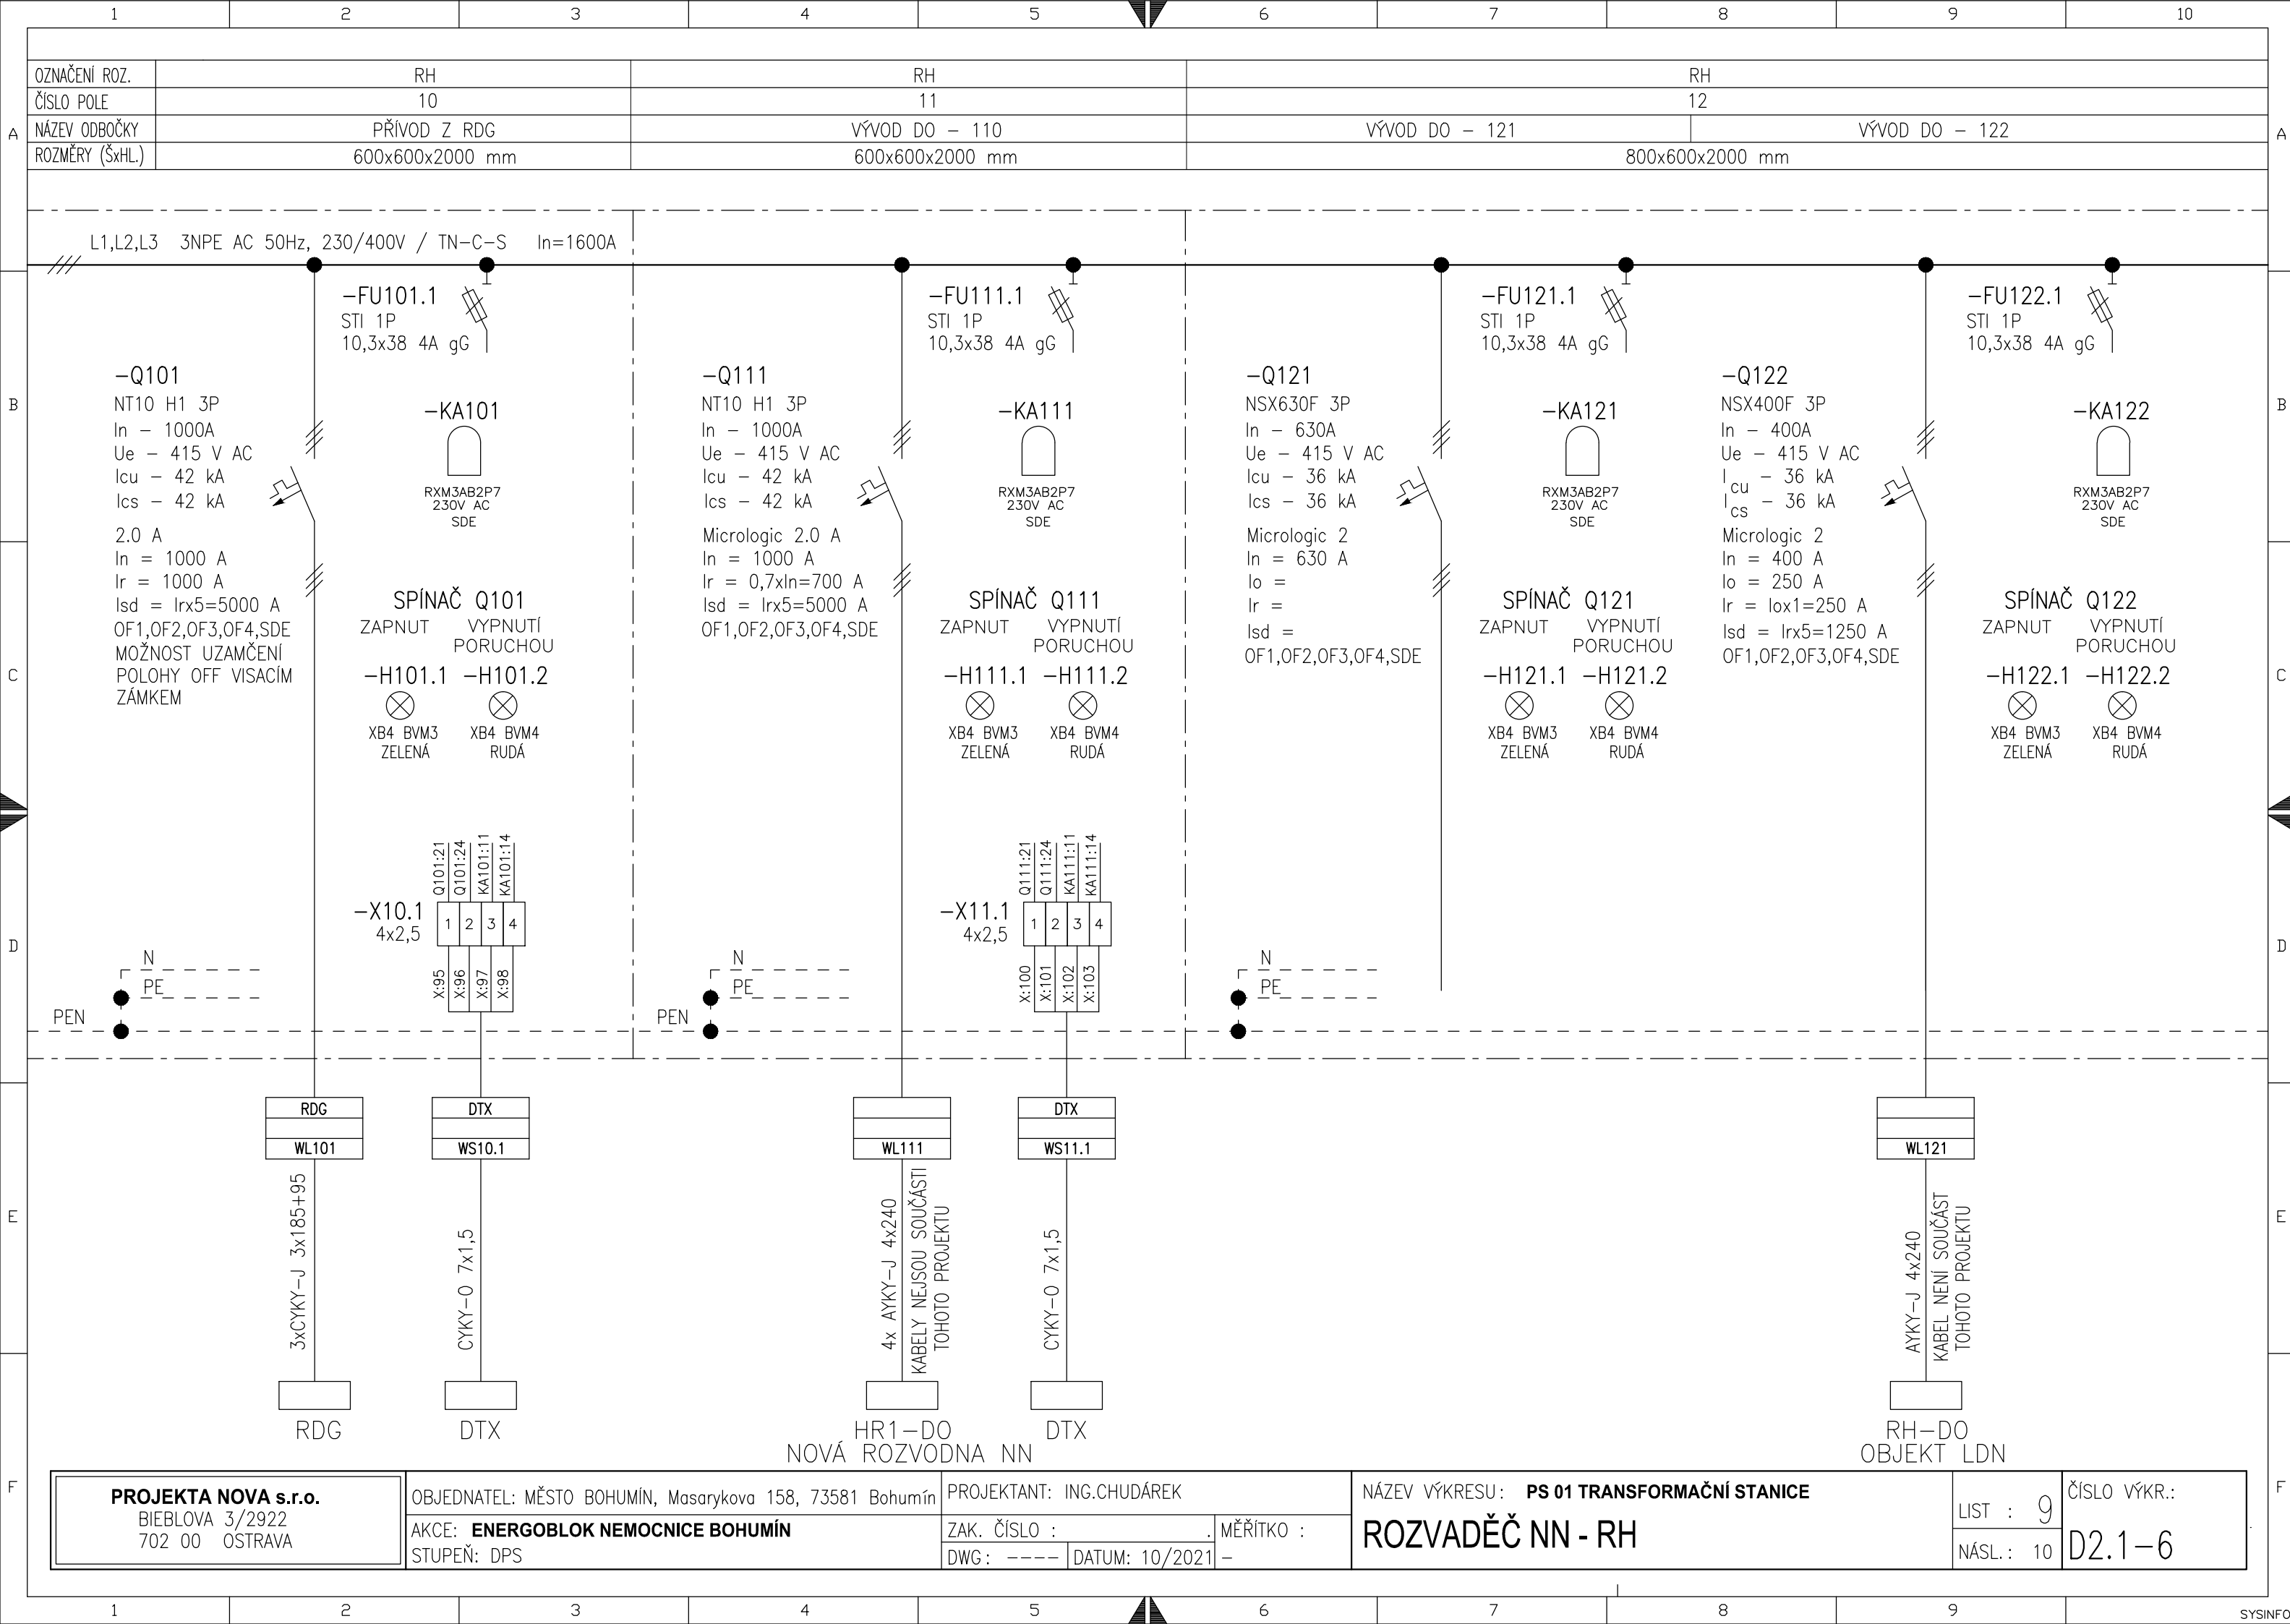 1 2 3 4 5 6 7 8 9 10
OZNAČENÍ ROZ. RH RH RH
ČÍSLO POLE 10 11 12
NÁZEV ODBOČKY PŘÍVOD Z RDG VÝVOD DO – 110 VÝVOD DO – 121 VÝVOD DO – 122
ROZMĚRY (ŠxHL.) 600x600x2000 mm 600x600x2000 mm 800x600x2000 mm
A A
B B
C C
D D
E E
F F
L1,L2,L3 3NPE AC 50Hz, 230/400V / TN–C–S In=1600A
–FU101.1
STI 1P
10,3x38 4A gG
–Q101
NT10 H1 3P
In – 1000A
Ue – 415 V AC
Icu – 42 kA
Ics – 42 kA
2.0 A
In = 1000 A
Ir = 1000 A
Isd = Irx5=5000 A
OF1,OF2,OF3,OF4,SDE
MOŽNOST UZAMČENÍ
POLOHY OFF VISACÍM
ZÁMKEM
–KA101
RXM3AB2P7
230V AC
SDE
SPÍNAČ Q101
ZAPNUT VYPNUTÍ
PORUCHOU
–H101.1 –H101.2
XB4 BVM3 XB4 BVM4
ZELENÁ RUDÁ
Q101:21
Q101:24
KA101:11
KA101:14
–X10.1
4x2,5
1 2 3 4
X:95
X:96
X:97
X:98
N
PE
PEN
RDG
WL101
3xCYKY–J 3x185+95
RDG
DTX
WS10.1
CYKY–O 7x1,5
DTX
–FU111.1
STI 1P
10,3x38 4A gG
–Q111
NT10 H1 3P
In – 1000A
Ue – 415 V AC
Icu – 42 kA
Ics – 42 kA
Micrologic 2.0 A
In = 1000 A
Ir = 0,7xIn=700 A
Isd = Irx5=5000 A
OF1,OF2,OF3,OF4,SDE
–KA111
RXM3AB2P7
230V AC
SDE
SPÍNAČ Q111
ZAPNUT VYPNUTÍ
PORUCHOU
–H111.1 –H111.2
XB4 BVM3 XB4 BVM4
ZELENÁ RUDÁ
Q111:21
Q111:24
KA111:11
KA111:14
–X11.1
4x2,5
1 2 3 4
X:100
X:101
X:102
X:103
N
PE
PEN
WL111
4x AYKY–J 4x240
KABELY NEJSOU SOUČÁSTI
TOHOTO PROJEKTU
HR1–DO
NOVÁ ROZVODNA NN
DTX
WS11.1
CYKY–O 7x1,5
DTX
–FU121.1
STI 1P
10,3x38 4A gG
–Q121
NSX630F 3P
In – 630A
Ue – 415 V AC
Icu – 36 kA
Ics – 36 kA
Micrologic 2
In = 630 A
Io =
Ir =
Isd =
OF1,OF2,OF3,OF4,SDE
–KA121
RXM3AB2P7
230V AC
SDE
SPÍNAČ Q121
ZAPNUT VYPNUTÍ
PORUCHOU
–H121.1 –H121.2
XB4 BVM3 XB4 BVM4
ZELENÁ RUDÁ
N
PE
–FU122.1
STI 1P
10,3x38 4A gG
–Q122
NSX400F 3P
In – 400A
Ue – 415 V AC
Icu – 36 kA
Ics – 36 kA
Micrologic 2
In = 400 A
Io = 250 A
Ir = Iox1=250 A
Isd = Irx5=1250 A
OF1,OF2,OF3,OF4,SDE
–KA122
RXM3AB2P7
230V AC
SDE
SPÍNAČ Q122
ZAPNUT VYPNUTÍ
PORUCHOU
–H122.1 –H122.2
XB4 BVM3 XB4 BVM4
ZELENÁ RUDÁ
WL121
AYKY–J 4x240
KABEL NENÍ SOUČÁST
TOHOTO PROJEKTU
RH–DO
OBJEKT LDN
PROJEKTA NOVA s.r.o.
BIEBLOVA 3/2922
702 00 OSTRAVA
OBJEDNATEL: MĚSTO BOHUMÍN, Masarykova 158, 73581 Bohumín
AKCE: ENERGOBLOK NEMOCNICE BOHUMÍN
STUPEŇ: DPS
PROJEKTANT: ING.CHUDÁREK
ZAK. ČÍSLO : .
MĚŘÍTKO :
–
DWG: –––– DATUM: 10/2021
NÁZEV VÝKRESU: PS 01 TRANSFORMAČNÍ STANICE
ROZVADĚČ NN - RH
LIST : 9
NÁSL.: 10
ČÍSLO VÝKR.:
D2.1–6
1 2 3 4 5 6 7 8 9
SYSINFO